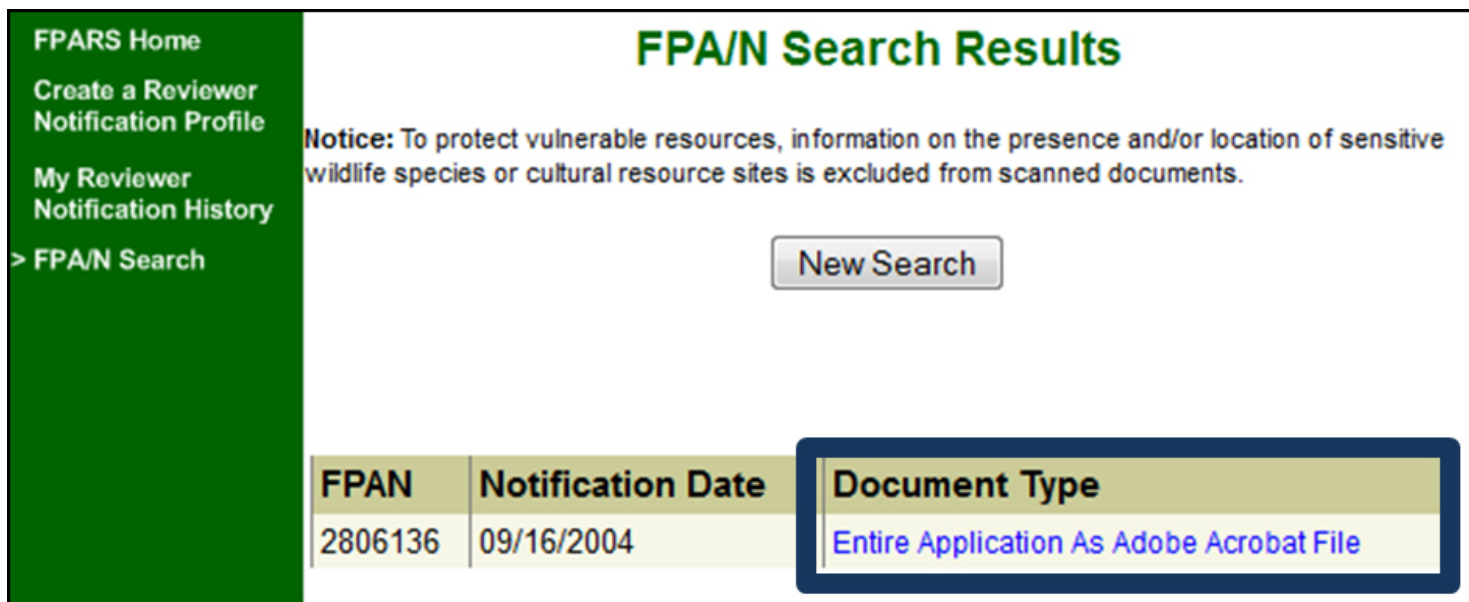 FPARS Home
Create a Reviewer
Notification Profile
My Reviewer
Notification History
> FPA/N Search
FPA/N Search Results
Notice: To protect vulnerable resources, information on the presence and/or location of sensitive
wildlife species or cultural resource sites is excluded from scanned documents.
New Search
FPAN Notification Date Document Type
2806136 09/16/2004 Entire Application As Adobe Acrobat File